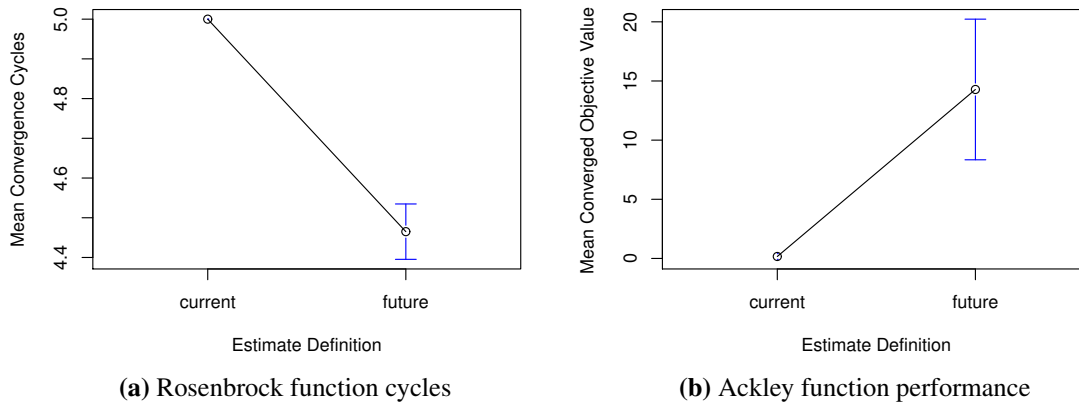 Mean Convergence Cycles
5.0
4.8
4.6
4.4
current
future
Estimate Definition
(a) Rosenbrock function cycles
Mean Converged Objective Value
20
15
10
5
0
current
future
Estimate Definition
(b) Ackley function performance